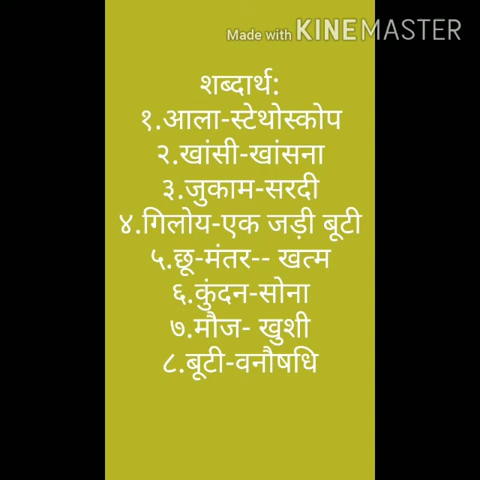 Made with KINEMASTER
शब्दार्थ:
१.आला-स्टेथोस्कोप
२.खांसी-खांसना
३.जुकाम-सरदी
४.गिलोय-एक जड़ी बूटी
५.छू-मंतर-- खत्म
६.कुंदन-सोना
७.मौज- खुशी
८.बूटी-वनौषधि